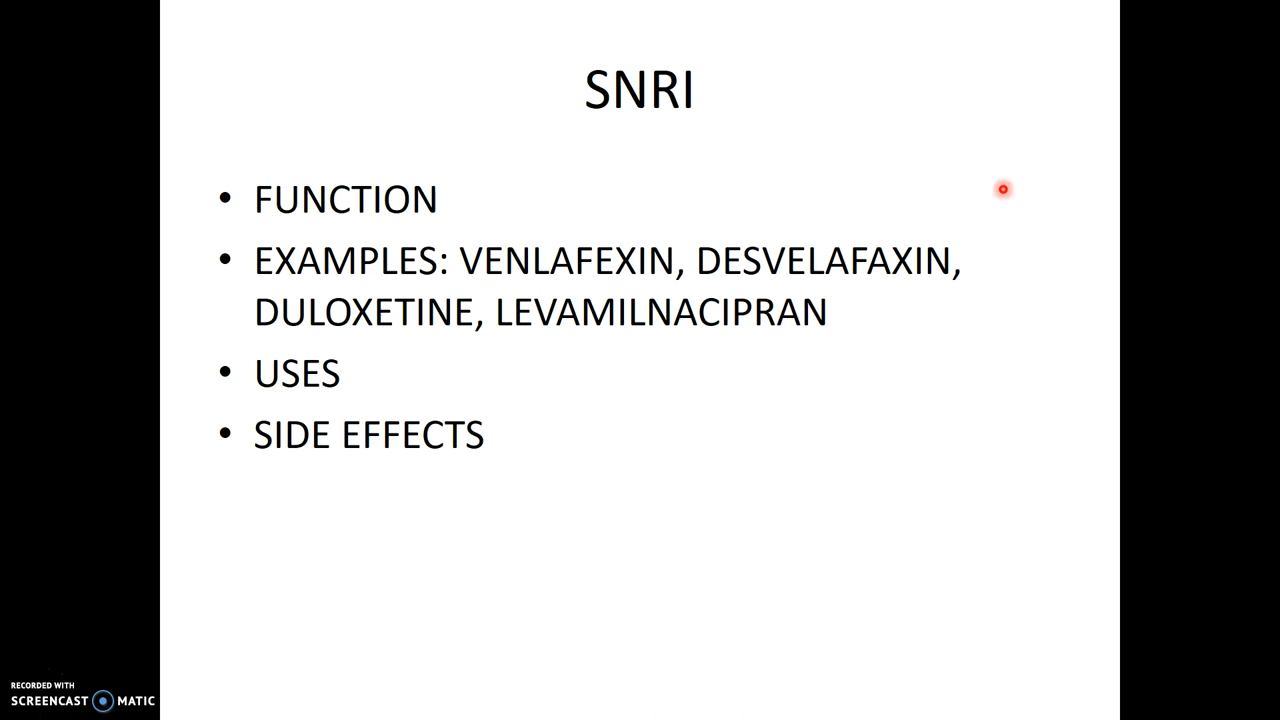 SNRI
• FUNCTION
• EXAMPLES: VENLAFEXIN, DESVELAFAXIN,
DULOXETINE, LEVAMILNACIPRAN
• USES
• SIDE EFFECTS
RECORDED WITH
SCREENCAST MATIC